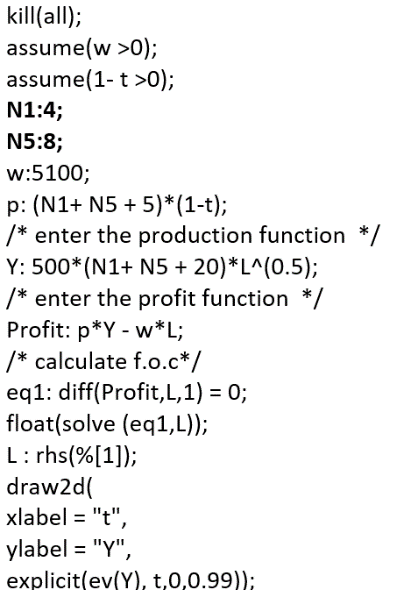 kill(all);
assume(w >0);
assume(1- t >0);
N1:4;
N5:8;
w:5100;
p: (N1+ N5 + 5)*(1-t);
/* enter the production function  */
Y: 500*(N1+ N5 + 20)*L^(0.5);
/* enter the profit function  */
Profit: p*Y - w*L;
/* calculate f.o.c*/
eq1: diff(Profit,L,1) = 0;
float(solve (eq1,L));
L : rhs(%[1]);
draw2d(
xlabel = "t",
ylabel = "Y",
explicit(ev(Y), t,0,0.99));